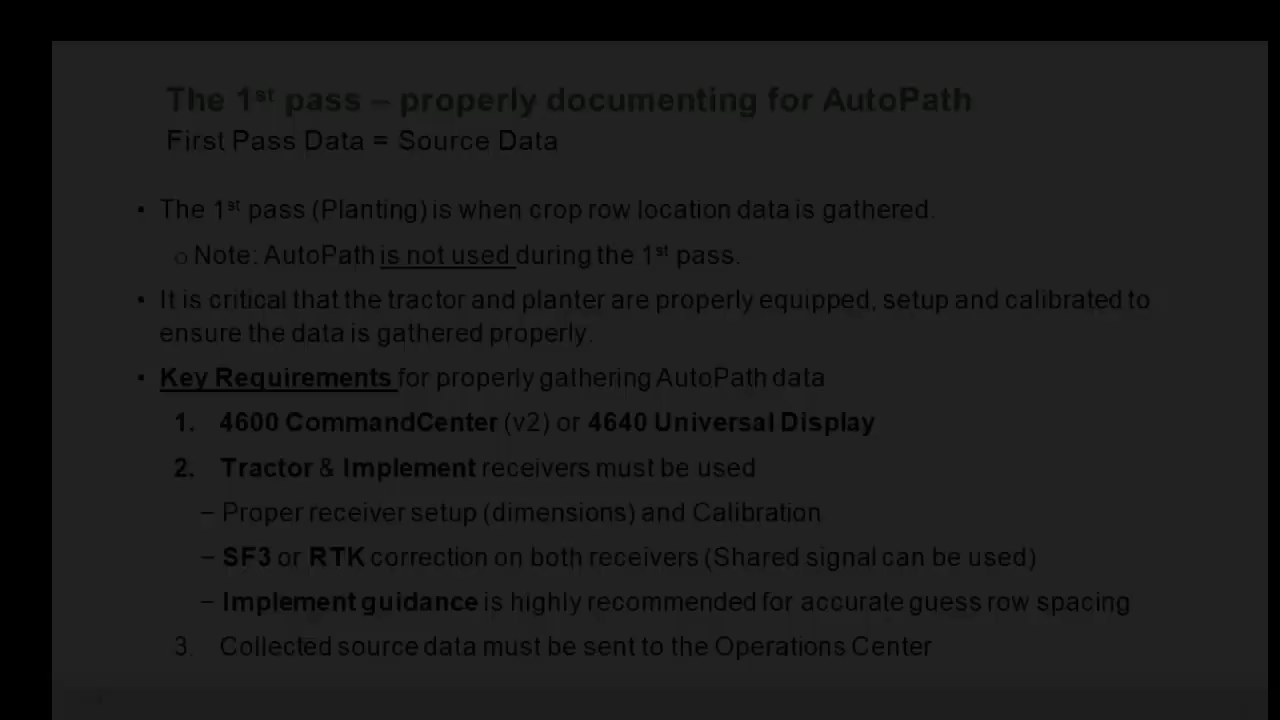 The 1st pass – properly documenting for AutoPath
First Pass Data = Source Data
• The 1st pass (Planting) is when crop row location data is gathered.
o Note: AutoPath is not used during the 1st pass.
• It is critical that the tractor and planter are properly equipped, setup and calibrated to
ensure the data is gathered properly.
• Key Requirements for properly gathering AutoPath data
1. 4600 CommandCenter (v2) or 4640 Universal Display
2. Tractor & Implement receivers must be used
– Proper receiver setup (dimensions) and Calibration
– SF3 or RTK correction on both receivers (Shared signal can be used)
– Implement guidance is highly recommended for accurate guess row spacing
3. Collected source data must be sent to the Operations Center